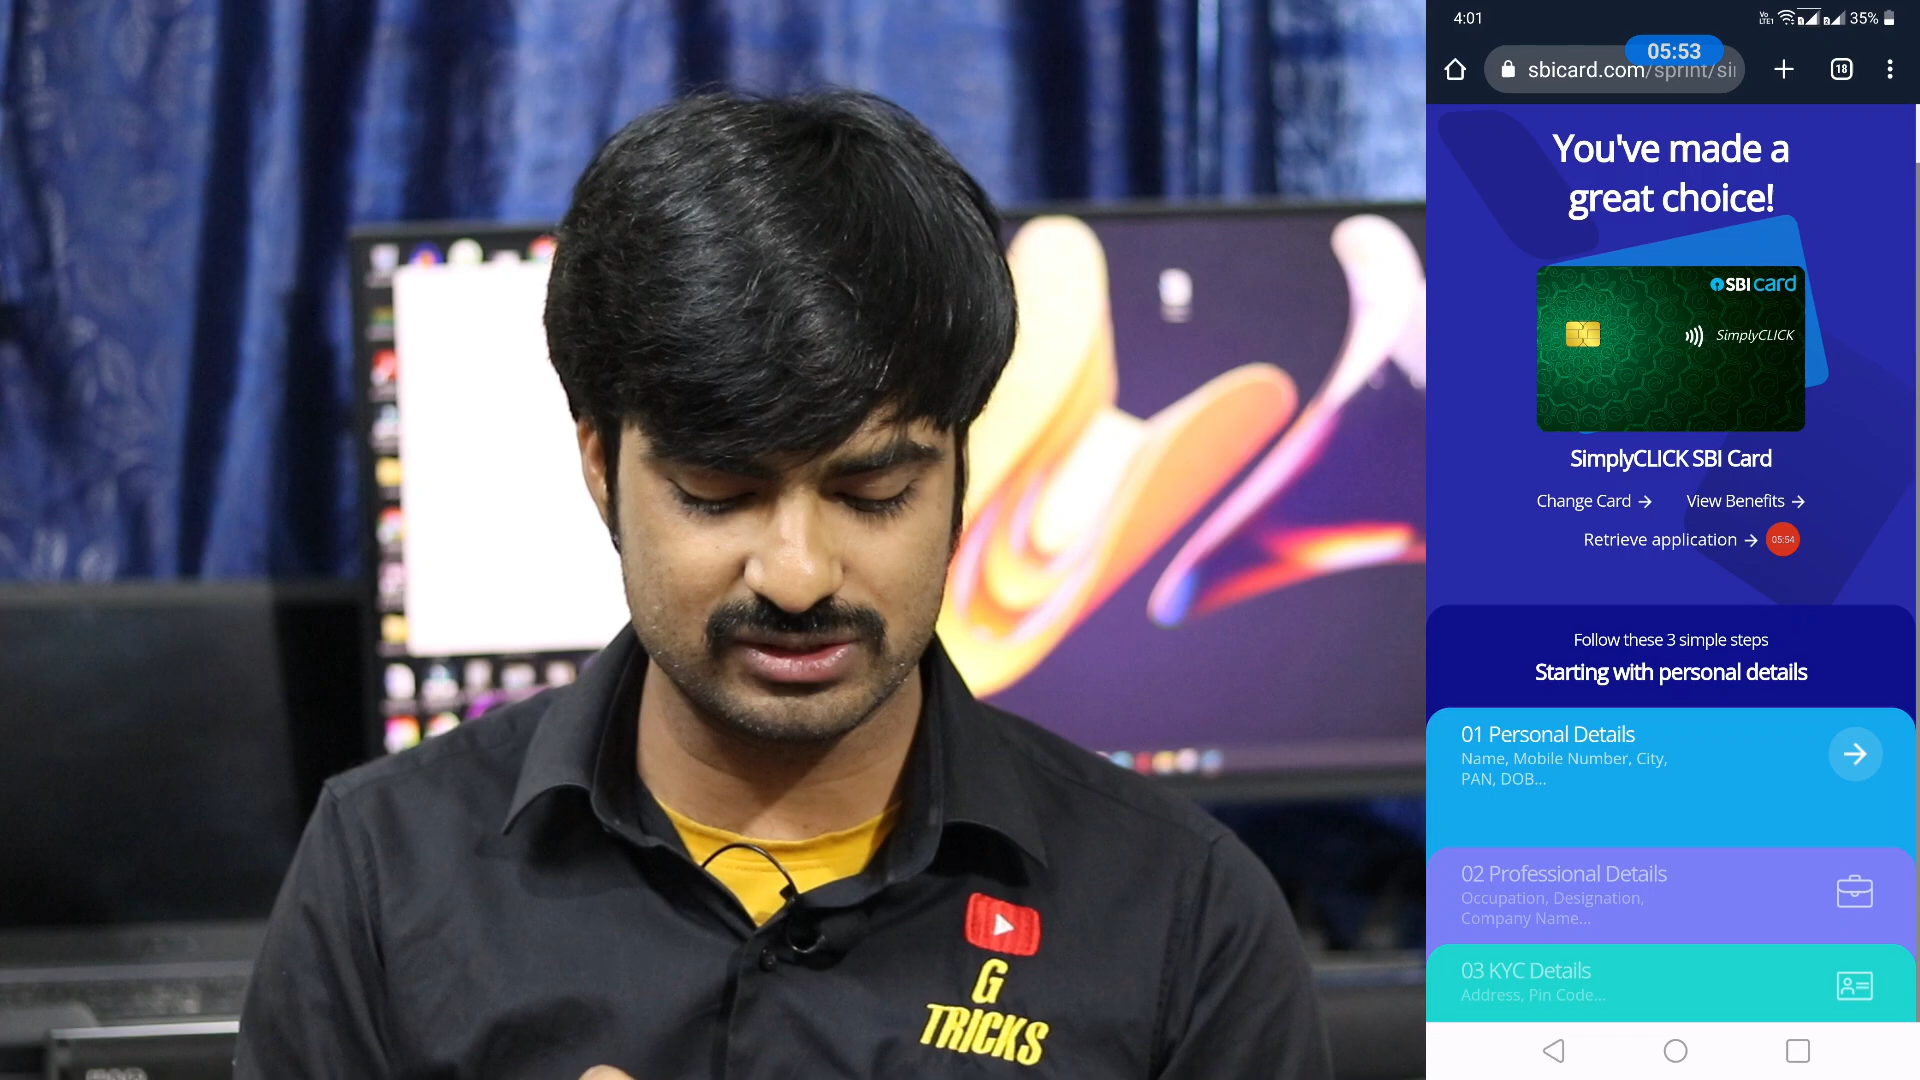 G
TRICKS
4:01
Vo
LTE1
35%
05:53
sbicard.com/sprint/si
18
You've made a
great choice!
SBI card
SimplyCLICK
SimplyCLICK SBI Card
Change Card →
View Benefits →
Retrieve application →
05:54
Follow these 3 simple steps
Starting with personal details
01 Personal Details
Name, Mobile Number, City,
PAN, DOB...
02 Professional Details
Occupation, Designation,
Company Name...
03 KYC Details
Address, Pin Code...